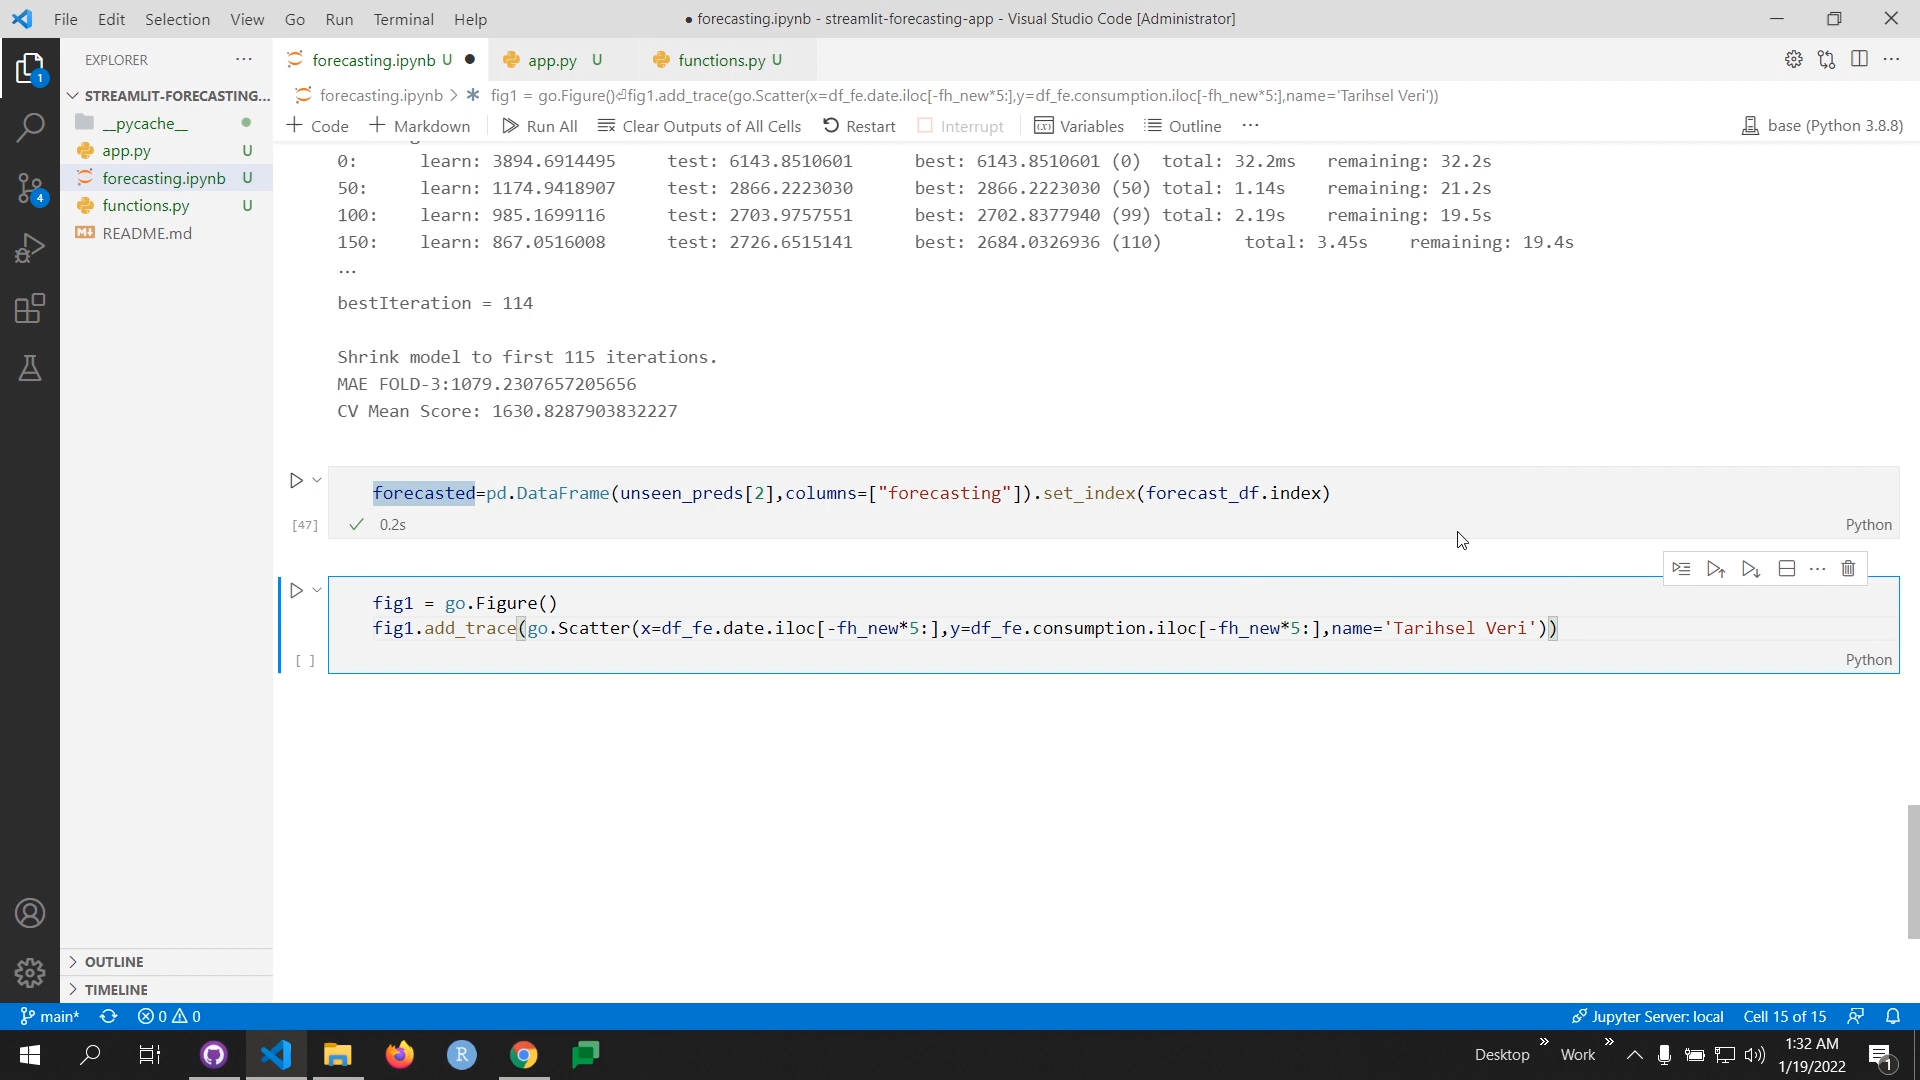 File Edit Selection View Go Run Terminal Help
● forecasting.ipynb - streamlit-forecasting-app - Visual Studio Code [Administrator]
EXPLORER ···
forecasting.ipynb U ●
app.py U
functions.py U
STREAMLIT-FORECASTING...
forecasting.ipynb > fig1 = go.Figure()⏎fig1.add_trace(go.Scatter(x=df_fe.date.iloc[-fh_new*5:],y=df_fe.consumption.iloc[-fh_new*5:],name='Tarihsel Veri'))
__pycache__
app.py U
forecasting.ipynb U
functions.py U
README.md
+ Code + Markdown Run All Clear Outputs of All Cells Restart Interrupt Variables Outline ··· base (Python 3.8.8)
0: learn: 3894.6914495 test: 6143.8510601 best: 6143.8510601 (0) total: 32.2ms remaining: 32.2s
50: learn: 1174.9418907 test: 2866.2223030 best: 2866.2223030 (50) total: 1.14s remaining: 21.2s
100: learn: 985.1699116 test: 2703.9757551 best: 2702.8377940 (99) total: 2.19s remaining: 19.5s
150: learn: 867.0516008 test: 2726.6515141 best: 2684.0326936 (110) total: 3.45s remaining: 19.4s
...
bestIteration = 114
Shrink model to first 115 iterations.
MAE FOLD-3:1079.2307657205656
CV Mean Score: 1630.8287903832227
forecasted=pd.DataFrame(unseen_preds[2],columns=["forecasting"]).set_index(forecast_df.index)
[47] ✓ 0.2s Python
fig1 = go.Figure()
fig1.add_trace(go.Scatter(x=df_fe.date.iloc[-fh_new*5:],y=df_fe.consumption.iloc[-fh_new*5:],name='Tarihsel Veri'))
[ ] Python
OUTLINE
TIMELINE
main* 0 0 Jupyter Server: local Cell 15 of 15
Desktop » Work » 1:32 AM
1/19/2022